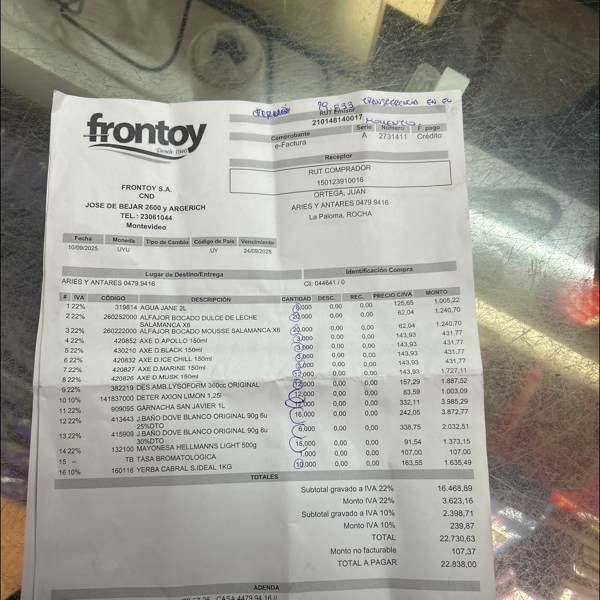 TRANSFERENCIA EN EL
MOMENTO
frontoy
Desde 1946
RUT Emisor
210148140017
Comprobante Serie Número F. pago
e-Factura A 2731411 Crédito
Receptor
RUT COMPRADOR
150123910016
ORTEGA, JUAN
ARIES Y ANTARES 0479.9416
La Paloma, ROCHA
FRONTOY S.A.
CND
JOSE DE BEJAR 2600 y ARGERICH
TEL.: 23061044
Montevideo
Fecha Moneda Tipo de Cambio Código de País Vencimiento
10/09/2025 UYU UY 24/09/2025
Lugar de Destino/Entrega Identificación Compra
ARIES Y ANTARES 0479.9416 Cli: 044641 / 0
# IVA CÓDIGO DESCRIPCIÓN CANTIDAD DESC. REC. PRECIO C/IVA MONTO
1 22% 319814 AGUA JANE 2L 8,000 0,00 0,00 125,65 1.005,22
2 22% 260252000 ALFAJOR BOCADO DULCE DE LECHE SALAMANCA X6 20,000 0,00 0,00 62,04 1.240,70
3 22% 260222000 ALFAJOR BOCADO MOUSSE SALAMANCA X6 20,000 0,00 0,00 62,04 1.240,70
4 22% 420852 AXE D.APOLLO 150ml 3,000 0,00 0,00 143,93 431,77
5 22% 430210 AXE D.BLACK 150ml 3,000 0,00 0,00 143,93 431,77
6 22% 420832 AXE D.ICE CHILL 150ml 3,000 0,00 0,00 143,93 431,77
7 22% 420827 AXE D.MARINE 150ml 3,000 0,00 0,00 143,93 431,77
8 22% 420826 AXE D.MUSK 150ml 12,000 0,00 0,00 143,93 1.727,11
9 22% 382219 DES.AMB.LYSOFORM 360cc ORIGINAL 12,000 0,00 0,00 157,29 1.887,52
10 10% 141837000 DETER AXION LIMON 1,25l 12,000 0,00 0,00 83,59 1.003,09
11 22% 909095 GARNACHA SAN JAVIER 1L 12,000 0,00 0,00 332,11 3.985,29
12 22% 413443 J.BAÑO DOVE BLANCO ORIGINAL 90g 6u 25%DTO 16,000 0,00 0,00 242,05 3.872,77
13 22% 415909 J.BAÑO DOVE BLANCO ORIGINAL 90g 8u 30%DTO 6,000 0,00 0,00 338,75 2.032,51
14 22% 132100 MAYONESA HELLMANNS LIGHT 500g 15,000 0,00 0,00 91,54 1.373,15
15 -- TB TASA BROMATOLOGICA 1,000 0,00 0,00 107,00 107,00
16 10% 160116 YERBA CABRAL S.IDEAL 1KG 10,000 0,00 0,00 163,55 1.635,49
TOTALES
Subtotal gravado a IVA 22% 16.468,89
Monto IVA 22% 3.623,16
Subtotal gravado a IVA 10% 2.398,71
Monto IVA 10% 239,87
TOTAL 22.730,63
Monto no facturable 107,37
TOTAL A PAGAR 22.838,00
ADENDA